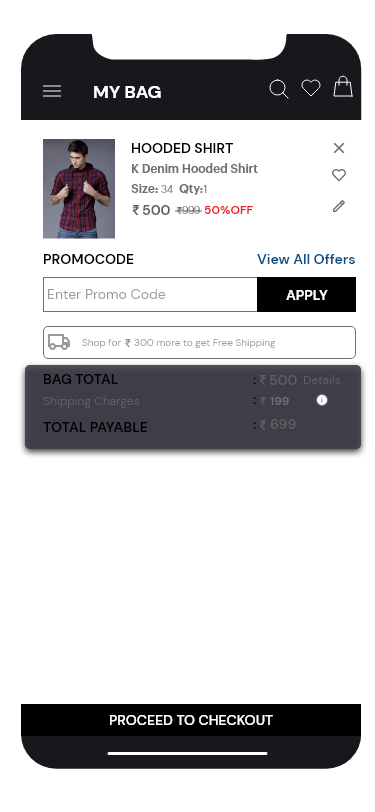 MY BAG
HOODED SHIRT
K Denim Hooded Shirt
Size: 34 Qty:1
₹ 500 ₹999 50%OFF
PROMOCODE View All Offers
Enter Promo Code APPLY
Shop for ₹ 300 more to get Free Shipping
BAG TOTAL : ₹ 500 Details
Shipping Charges : ₹ 199 i
TOTAL PAYABLE : ₹ 699
PROCEED TO CHECKOUT